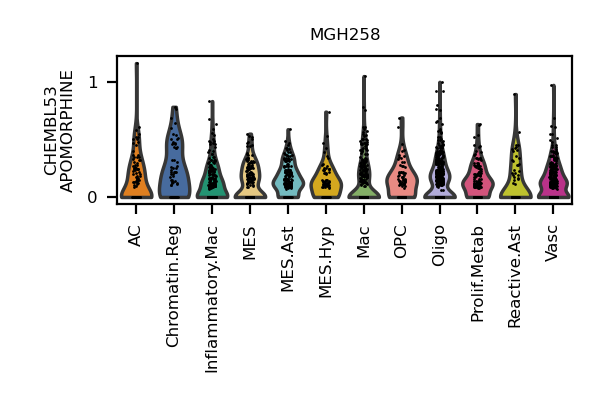 MGH258
CHEMBL53
APOMORPHINE
1
0
AC
Chromatin.Reg
Inflammatory.Mac
MES
MES.Ast
MES.Hyp
Mac
OPC
Oligo
Prolif.Metab
Reactive.Ast
Vasc